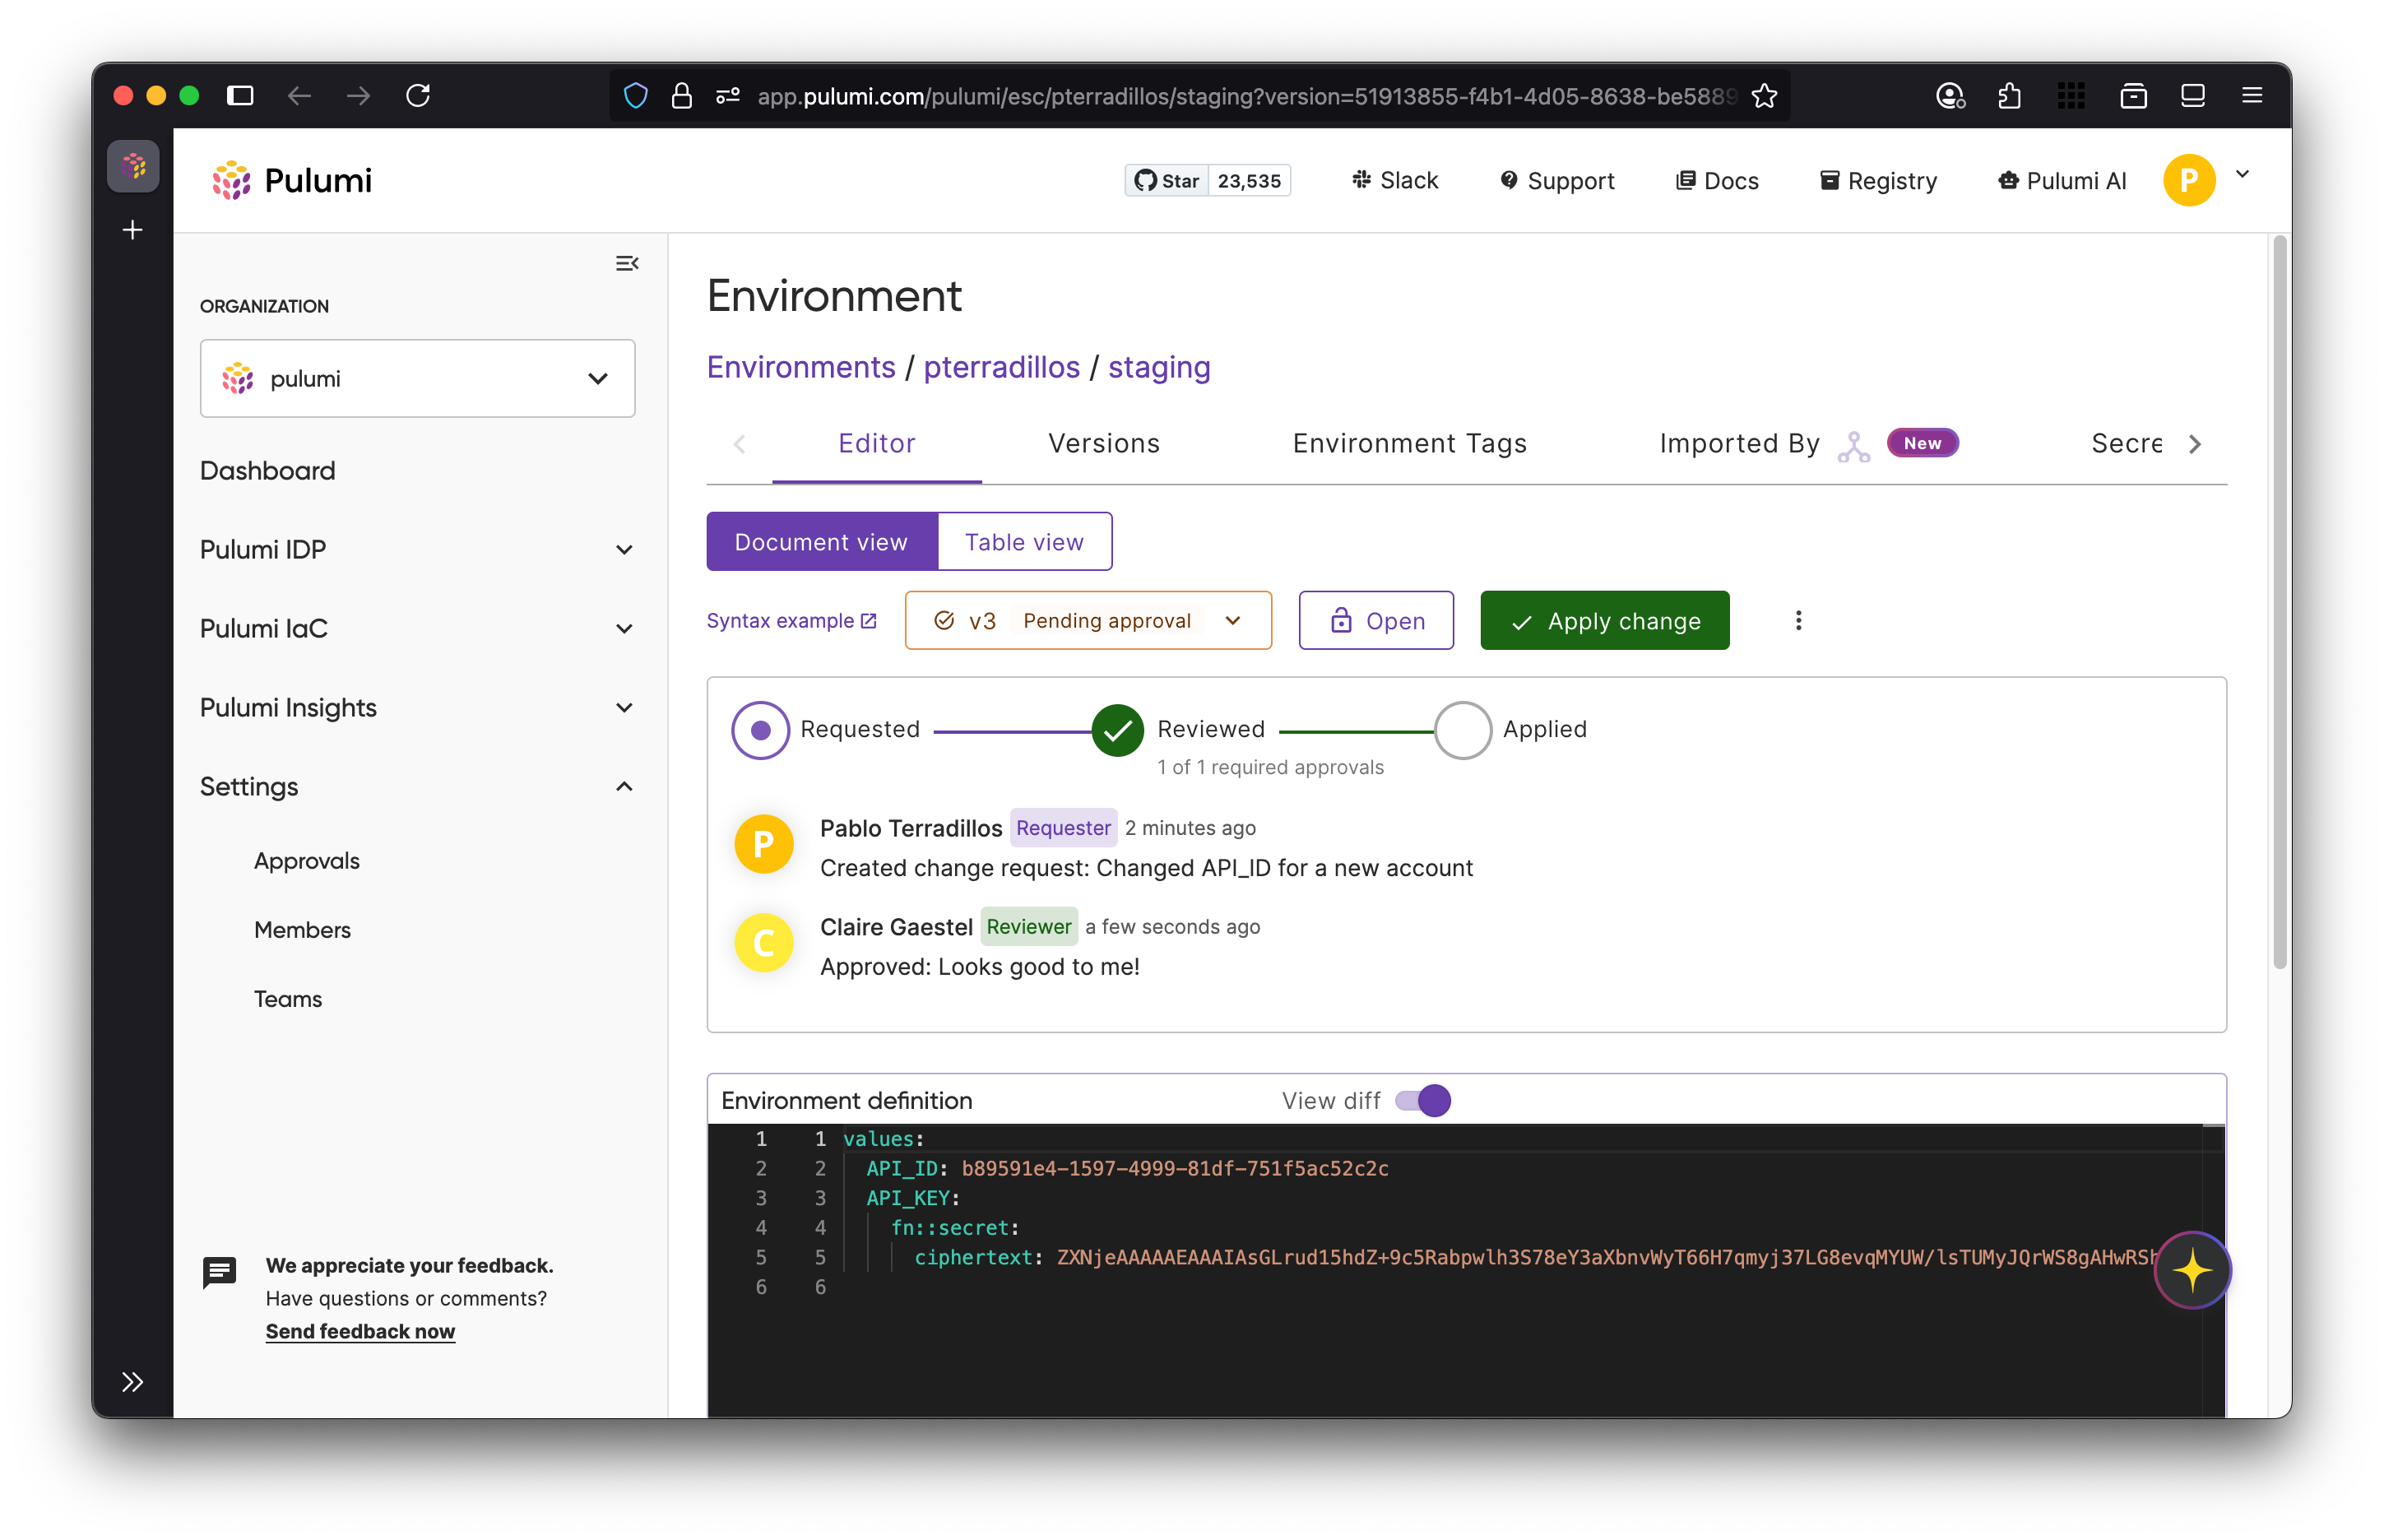 app.pulumi.com/pulumi/esc/pterradillos/staging?version=51913855-f4b1-4d05-8638-be5889
Pulumi
Star 23,535
Slack
Support
Docs
Registry
Pulumi AI
P
ORGANIZATION
pulumi
Dashboard
Pulumi IDP
Pulumi IaC
Pulumi Insights
Settings
Approvals
Members
Teams
We appreciate your feedback.
Have questions or comments?
Send feedback now
Environment
Environments / pterradillos / staging
Editor
Versions
Environment Tags
Imported By
New
Secre
Document view
Table view
Syntax example
v3 Pending approval
Open
Apply change
Requested
Reviewed
1 of 1 required approvals
Applied
P
Pablo Terradillos Requester 2 minutes ago
Created change request: Changed API_ID for a new account
C
Claire Gaestel Reviewer a few seconds ago
Approved: Looks good to me!
Environment definition
View diff
1 1 values:
2 2 API_ID: b89591e4-1597-4999-81df-751f5ac52c2c
3 3 API_KEY:
4 4 fn::secret:
5 5 ciphertext: ZXNjeAAAAAEAAAIAsGLrud15hdZ+9c5Rabpwlh3S78eY3aXbnvWyT66H7qmyj37LG8evqMYUW/lsTUMyJQrWS8gAHwRSh
6 6